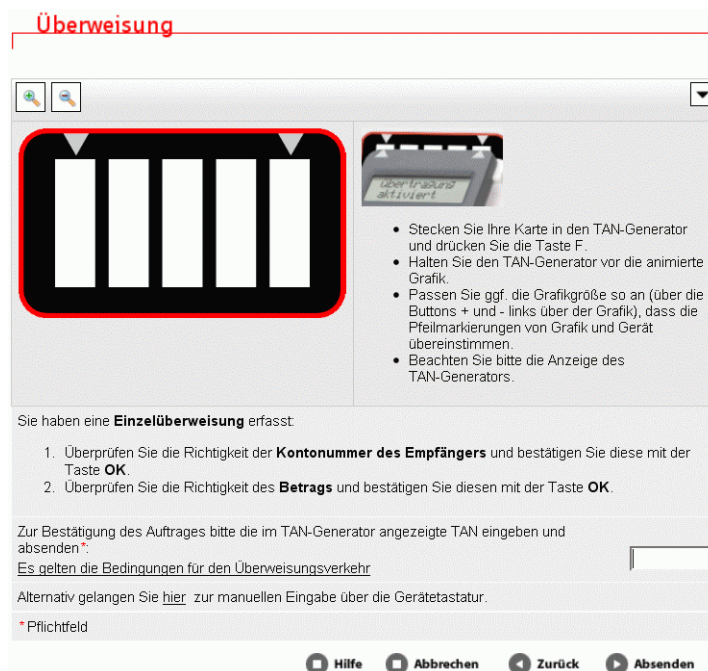 Überweisung
Übertragung
aktiviert
• Stecken Sie Ihre Karte in den TAN-Generator
und drücken Sie die Taste F.
• Halten Sie den TAN-Generator vor die animierte
Grafik.
• Passen Sie ggf. die Grafikgröße so an (über die
Buttons + und - links über der Grafik), dass die
Pfeilmarkierungen von Grafik und Gerät
übereinstimmen.
• Beachten Sie bitte die Anzeige des
TAN-Generators.
Sie haben eine Einzelüberweisung erfasst:
1. Überprüfen Sie die Richtigkeit der Kontonummer des Empfängers und bestätigen Sie diese mit der
Taste OK.
2. Überprüfen Sie die Richtigkeit des Betrags und bestätigen Sie diesen mit der Taste OK.
Zur Bestätigung des Auftrages bitte die im TAN-Generator angezeigte TAN eingeben und
absenden*:
Es gelten die Bedingungen für den Überweisungsverkehr
Alternativ gelangen Sie hier zur manuellen Eingabe über die Gerätetastatur.
* Pflichtfeld
Hilfe Abbrechen Zurück Absenden